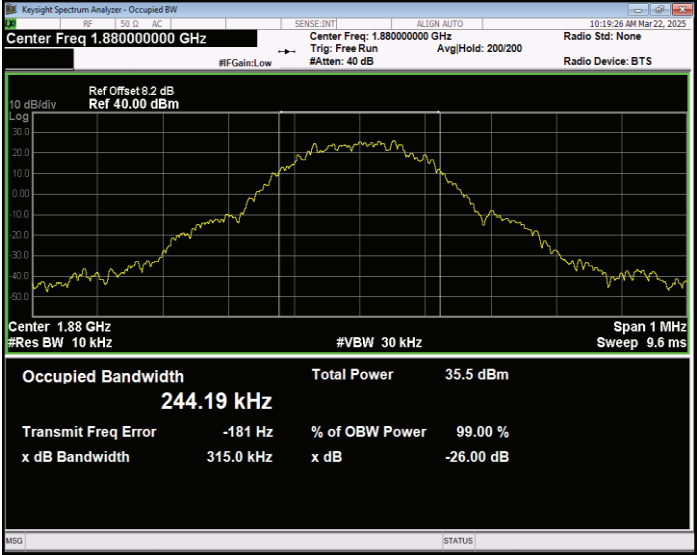 Keysight Spectrum Analyzer - Occupied BW
RF 50 Ω AC SENSE:INT ALIGN AUTO 10:19:26 AM Mar 22, 2025
Center Freq 1.880000000 GHz Center Freq: 1.880000000 GHz Radio Std: None
Trig: Free Run Avg|Hold: 200/200
#IFGain:Low #Atten: 40 dB Radio Device: BTS
Ref Offset 8.2 dB
10 dB/div Ref 40.00 dBm
Log
30.0
20.0
10.0
0.00
-10.0
-20.0
-30.0
-40.0
-50.0
Center 1.88 GHz Span 1 MHz
#Res BW 10 kHz #VBW 30 kHz Sweep 9.6 ms
Occupied Bandwidth Total Power 35.5 dBm
244.19 kHz
Transmit Freq Error -181 Hz % of OBW Power 99.00 %
x dB Bandwidth 315.0 kHz x dB -26.00 dB
MSG STATUS